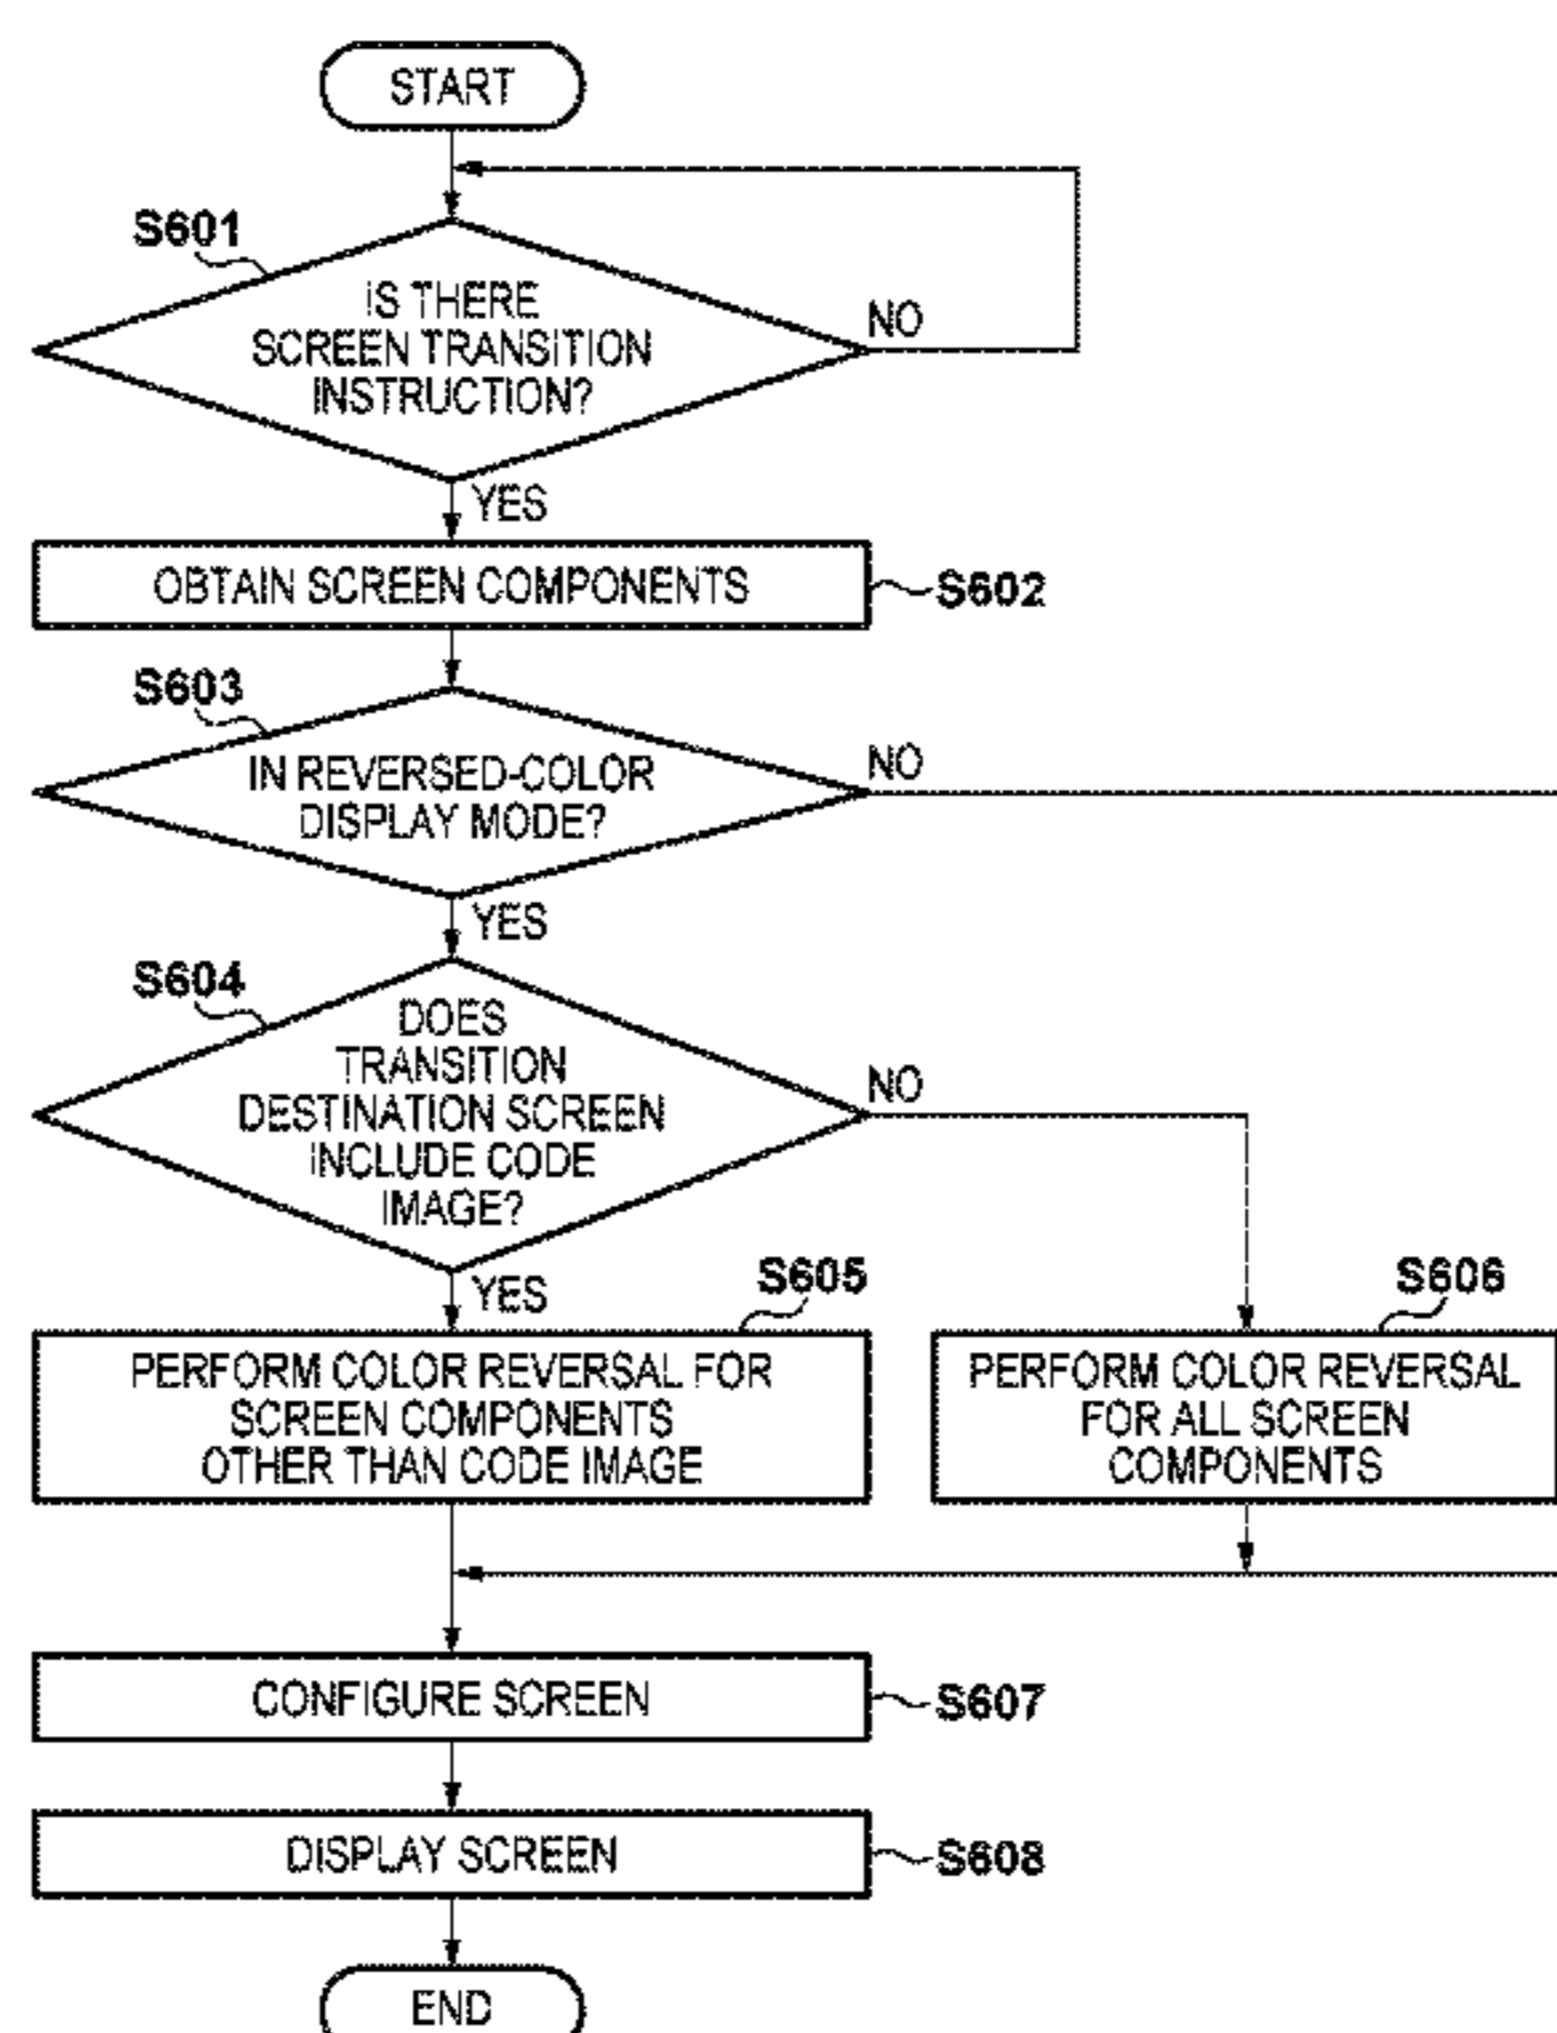 START
S601
IS THERE
SCREEN TRANSITION
INSTRUCTION?
NO
YES
OBTAIN SCREEN COMPONENTS
S602
S603
IN REVERSED-COLOR
DISPLAY MODE?
NO
YES
S604
DOES
TRANSITION
DESTINATION SCREEN
INCLUDE CODE
IMAGE?
NO
YES
S605
PERFORM COLOR REVERSAL FOR
SCREEN COMPONENTS
OTHER THAN CODE IMAGE
S606
PERFORM COLOR REVERSAL
FOR ALL SCREEN
COMPONENTS
CONFIGURE SCREEN
S607
DISPLAY SCREEN
S608
END